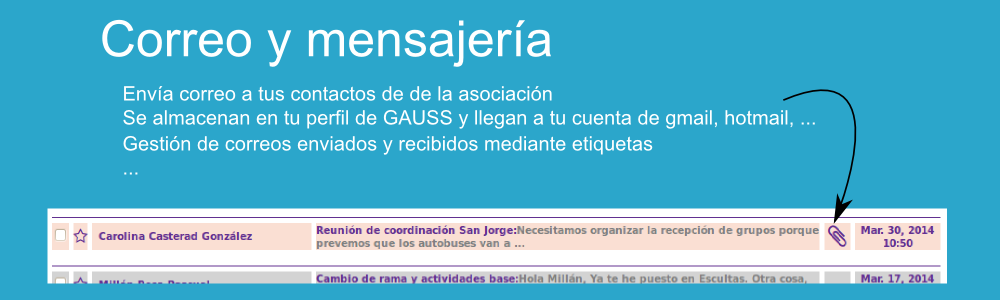 Correo y mensajería
Envía correo a tus contactos de de la asociación
Se almacenan en tu perfil de GAUSS y llegan a tu cuenta de gmail, hotmail, ...
Gestión de correos enviados y recibidos mediante etiquetas
...
Carolina Casterad González
Reunión de coordinación San Jorge:Necesitamos organizar la recepción de grupos porque
prevemos que los autobuses van a ...
Mar. 30, 2014
10:50
Millán
Cambio de rama y actividades base:Hola Millán, Ya te he puesto en Escultas. Otra cosa,
Mar. 17, 2014